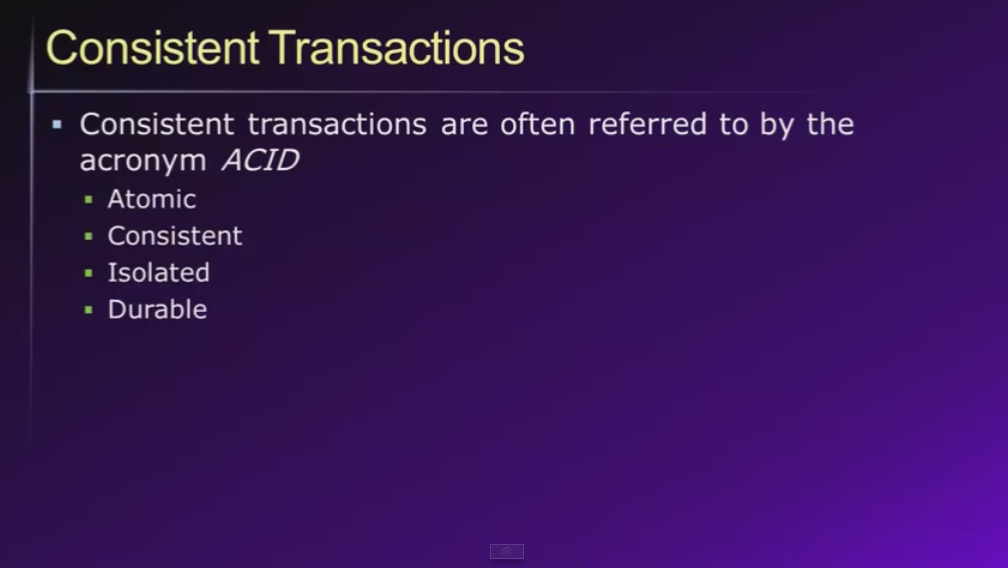 Consistent Transactions
Consistent transactions are often referred to by the
acronym ACID
Atomic
Consistent
Isolated
Durable